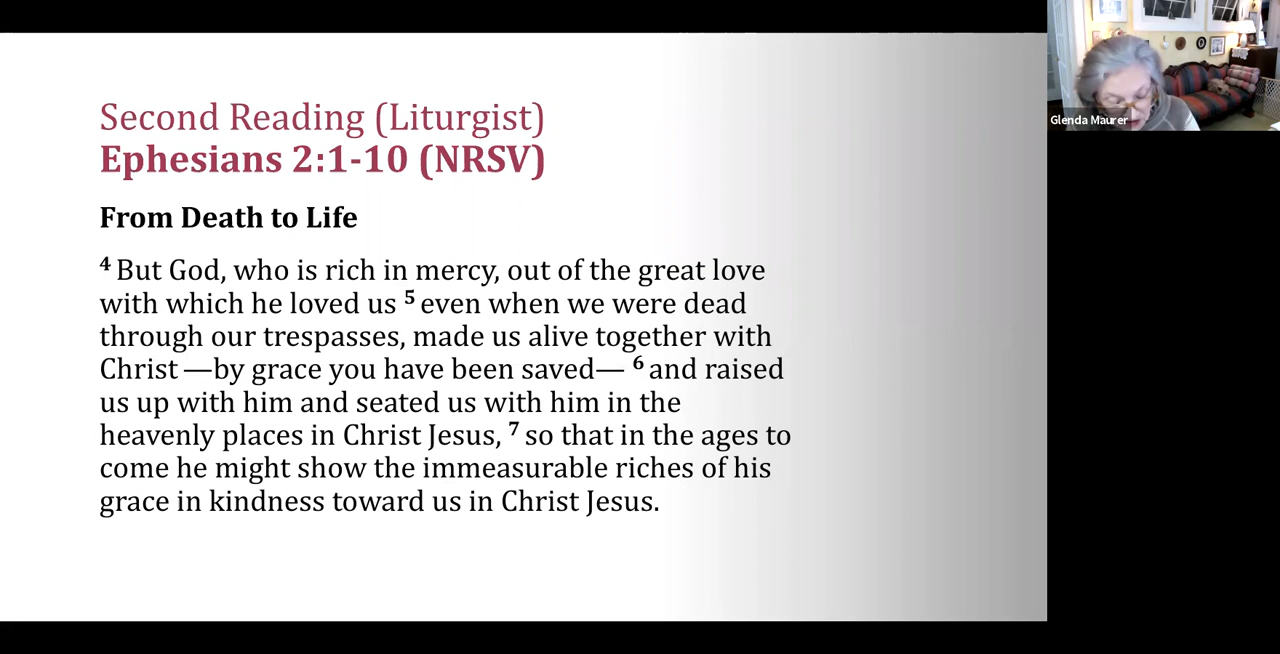 Second Reading (Liturgist)
Ephesians 2:1-10 (NRSV)
From Death to Life
4 But God, who is rich in mercy, out of the great love
with which he loved us 5 even when we were dead
through our trespasses, made us alive together with
Christ —by grace you have been saved— 6 and raised
us up with him and seated us with him in the
heavenly places in Christ Jesus, 7 so that in the ages to
come he might show the immeasurable riches of his
grace in kindness toward us in Christ Jesus.
Glenda Maurer